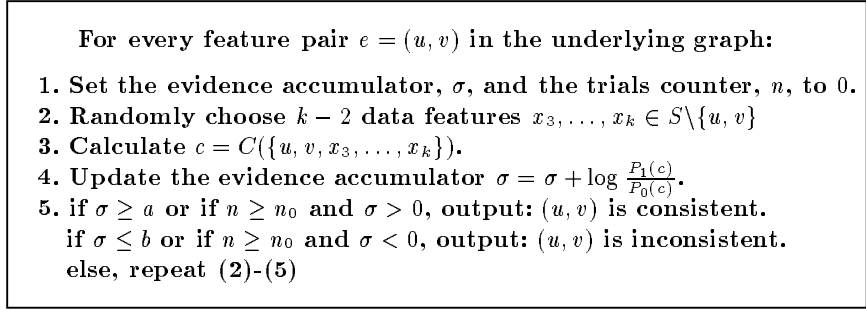 For every feature pair e = (u, v) in the underlying graph:
1. Set the evidence accumulator, σ, and the trials counter, n, to 0.
2. Randomly choose k − 2 data features x₃, . . . , xₖ ∈ S\{u, v}
3. Calculate c = C({u, v, x₃, . . . , xₖ}).
4. Update the evidence accumulator σ = σ + log P₁(c)/P₀(c).
5. if σ ≥ a or if n ≥ n₀ and σ > 0, output: (u, v) is consistent.
if σ ≤ b or if n ≥ n₀ and σ < 0, output: (u, v) is inconsistent.
else, repeat (2)-(5)